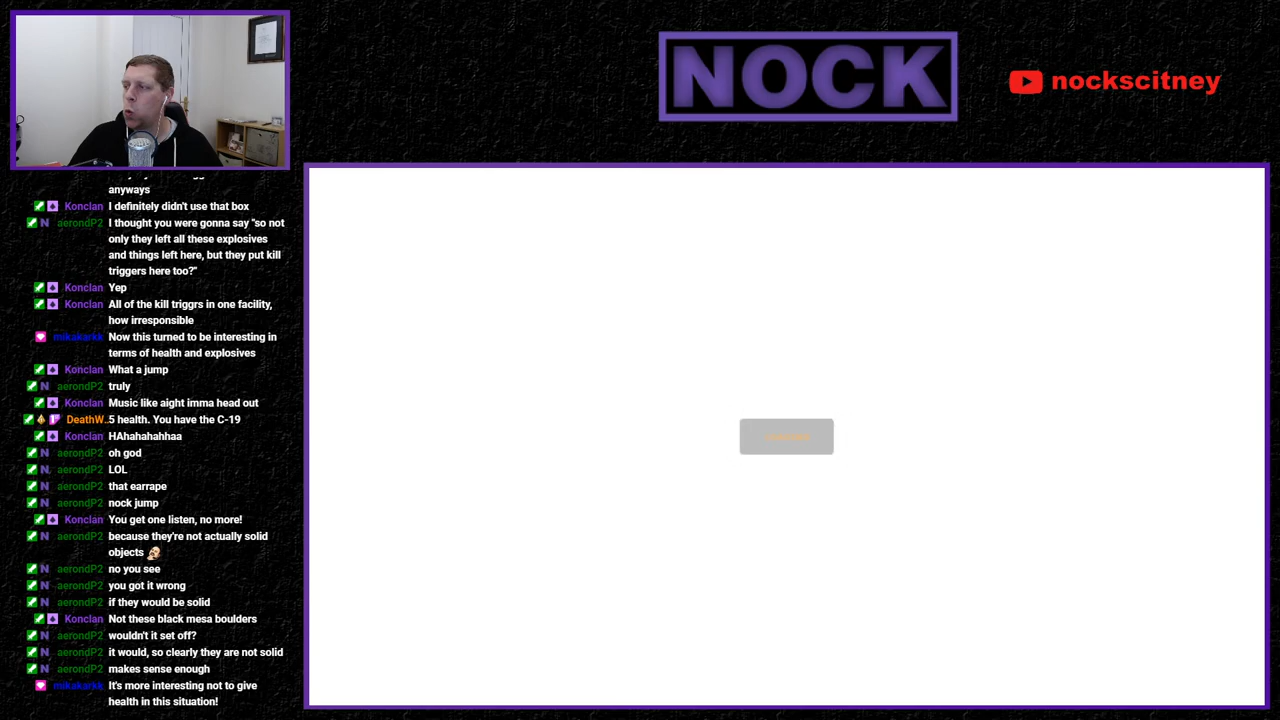 NOCK
nockscitney
anyways
Konclan I definitely didn't use that box
aerondP2 I thought you were gonna say "so not
only they left all these explosives
and things left here, but they put kill
triggers here too?"
Konclan Yep
Konclan All of the kill triggrs in one facility,
how irresponsible
mikakarkk Now this turned to be interesting in
terms of health and explosives
Konclan What a jump
aerondP2 truly
Konclan Music like aight imma head out
DeathW.. 5 health. You have the C-19
Konclan HAhahahahhaa
aerondP2 oh god
aerondP2 LOL
aerondP2 that earrape
aerondP2 nock jump
Konclan You get one listen, no more!
aerondP2 because they're not actually solid
objects
aerondP2 no you see
aerondP2 you got it wrong
aerondP2 if they would be solid
Konclan Not these black mesa boulders
aerondP2 wouldn't it set off?
aerondP2 it would, so clearly they are not solid
aerondP2 makes sense enough
mikakarkk It's more interesting not to give
health in this situation!